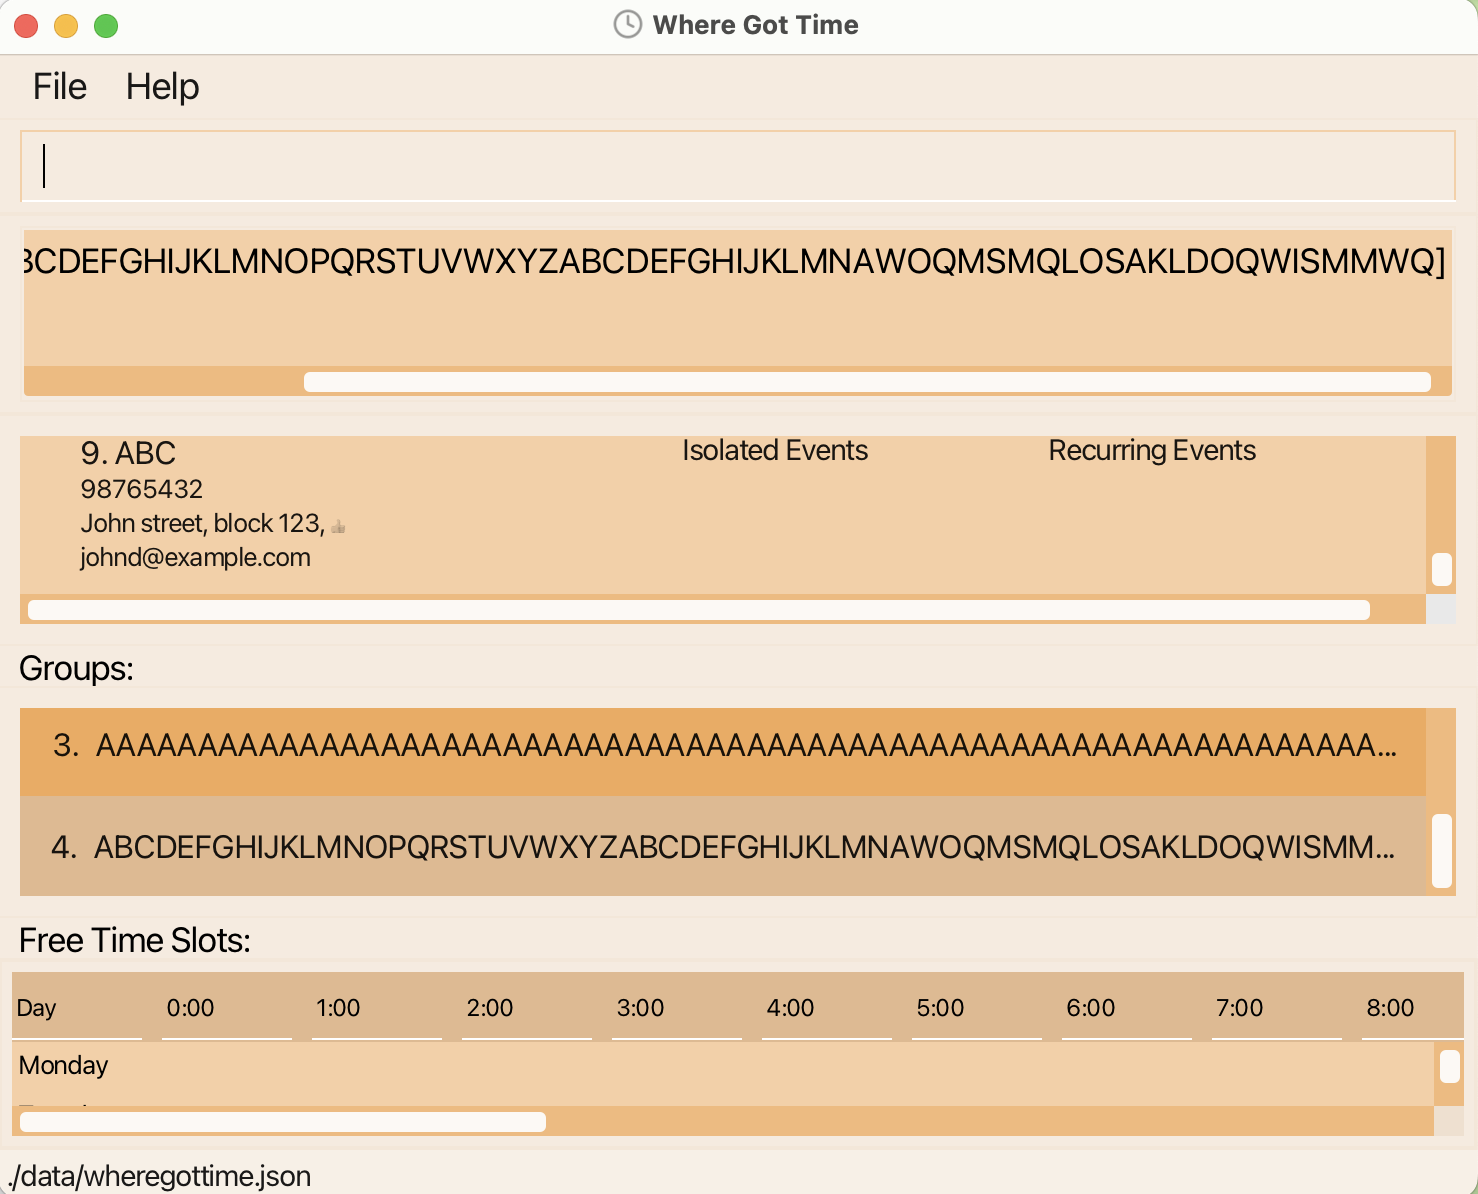 Where Got Time
File Help
BCDEFGHIJKLMNOPQRSTUVWXYZABCDEFGHIJKLMNAWOQMSMQLOSAKLDOQWISMMWQ]
9. ABC Isolated Events Recurring Events
98765432
John street, block 123, 👍
johnd@example.com
Groups:
3. AAAAAAAAAAAAAAAAAAAAAAAAAAAAAAAAAAAAAAAAAAAAAAAAAAAAAAAAAAAAAAA...
4. ABCDEFGHIJKLMNOPQRSTUVWXYZABCDEFGHIJKLMNAWOQMSMQLOSAKLDOQWISMM...
Free Time Slots:
Day 0:00 1:00 2:00 3:00 4:00 5:00 6:00 7:00 8:00
Monday
./data/wheregottime.json